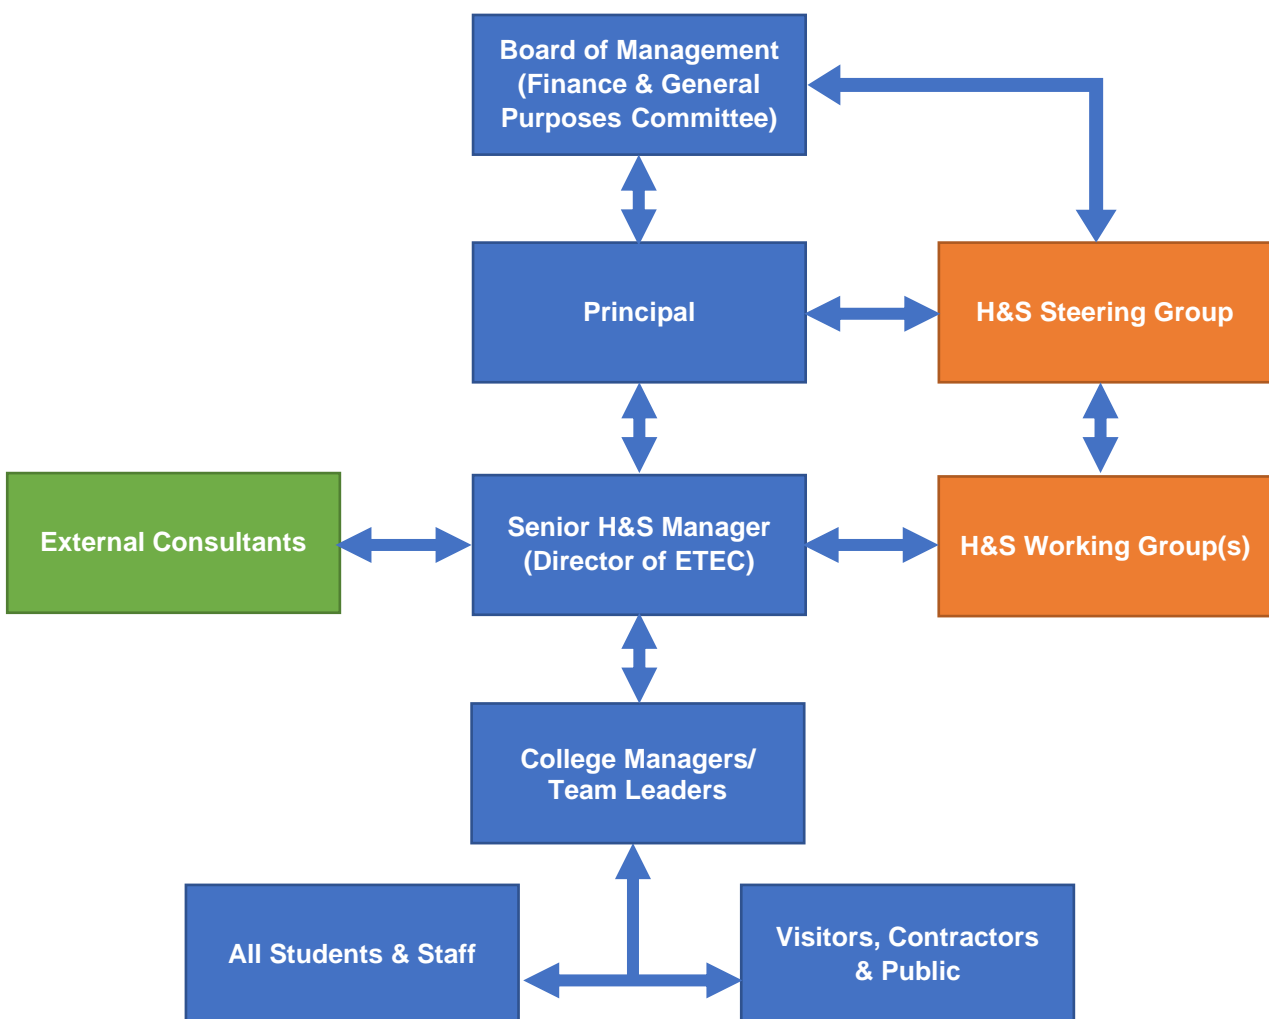 Board of Management
(Finance & General
Purposes Committee)
Principal
H&S Steering Group
External Consultants
Senior H&S Manager
(Director of ETEC)
H&S Working Group(s)
College Managers/
Team Leaders
All Students & Staff
Visitors, Contractors
& Public